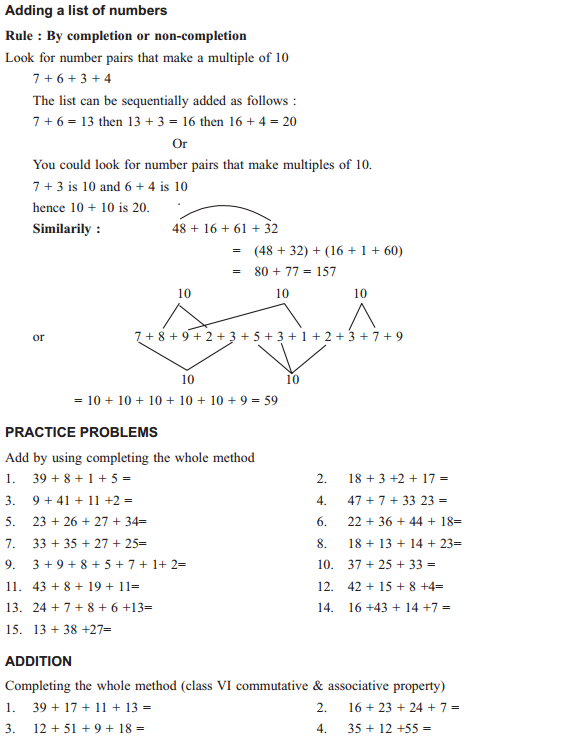 Adding a list of numbers
Rule : By completion or non-completion
Look for number pairs that make a multiple of 10
7 + 6 + 3 + 4
The list can be sequentially added as follows :
7 + 6 = 13 then 13 + 3 = 16 then 16 + 4 = 20
Or
You could look for number pairs that make multiples of 10.
7 + 3 is 10 and 6 + 4 is 10
hence 10 + 10 is 20.
Similarily : 48 + 16 + 61 + 32
= (48 + 32) + (16 + 1 + 60)
= 80 + 77 = 157
10 10 10
or 7 + 8 + 9 + 2 + 3 + 5 + 3 + 1 + 2 + 3 + 7 + 9
10 10
= 10 + 10 + 10 + 10 + 10 + 9 = 59
PRACTICE PROBLEMS
Add by using completing the whole method
1. 39 + 8 + 1 + 5 = 2. 18 + 3 +2 + 17 =
3. 9 + 41 + 11 +2 = 4. 47 + 7 + 33 23 =
5. 23 + 26 + 27 + 34= 6. 22 + 36 + 44 + 18=
7. 33 + 35 + 27 + 25= 8. 18 + 13 + 14 + 23=
9. 3 + 9 + 8 + 5 + 7 + 1+ 2= 10. 37 + 25 + 33 =
11. 43 + 8 + 19 + 11= 12. 42 + 15 + 8 +4=
13. 24 + 7 + 8 + 6 +13= 14. 16 +43 + 14 +7 =
15. 13 + 38 +27=
ADDITION
Completing the whole method (class VI commutative & associative property)
1. 39 + 17 + 11 + 13 = 2. 16 + 23 + 24 + 7 =
3. 12 + 51 + 9 + 18 = 4. 35 + 12 +55 =